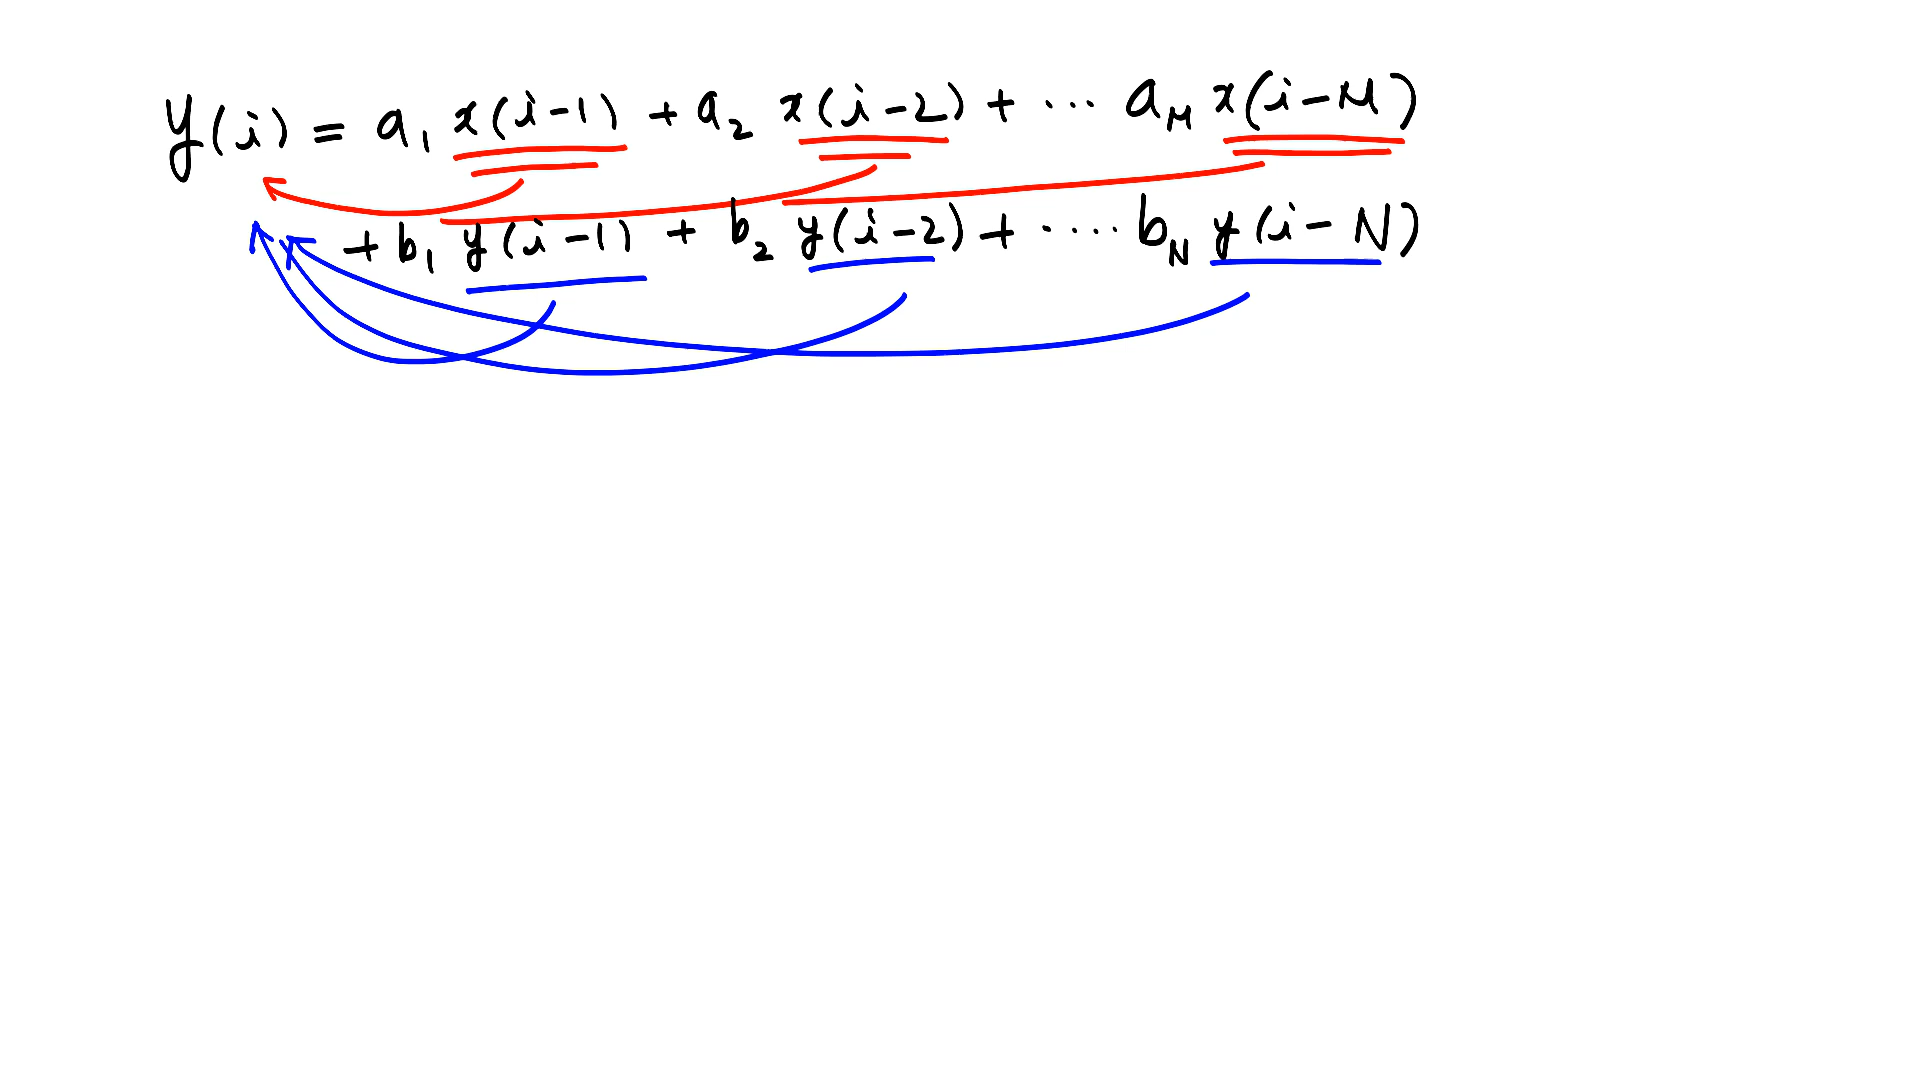 y(i) = a₁ x(i-1) + a₂ x(i-2) + ... a_M x(i-M)
+ b₁ y(i-1) + b₂ y(i-2) + .... b_N y(i-N)